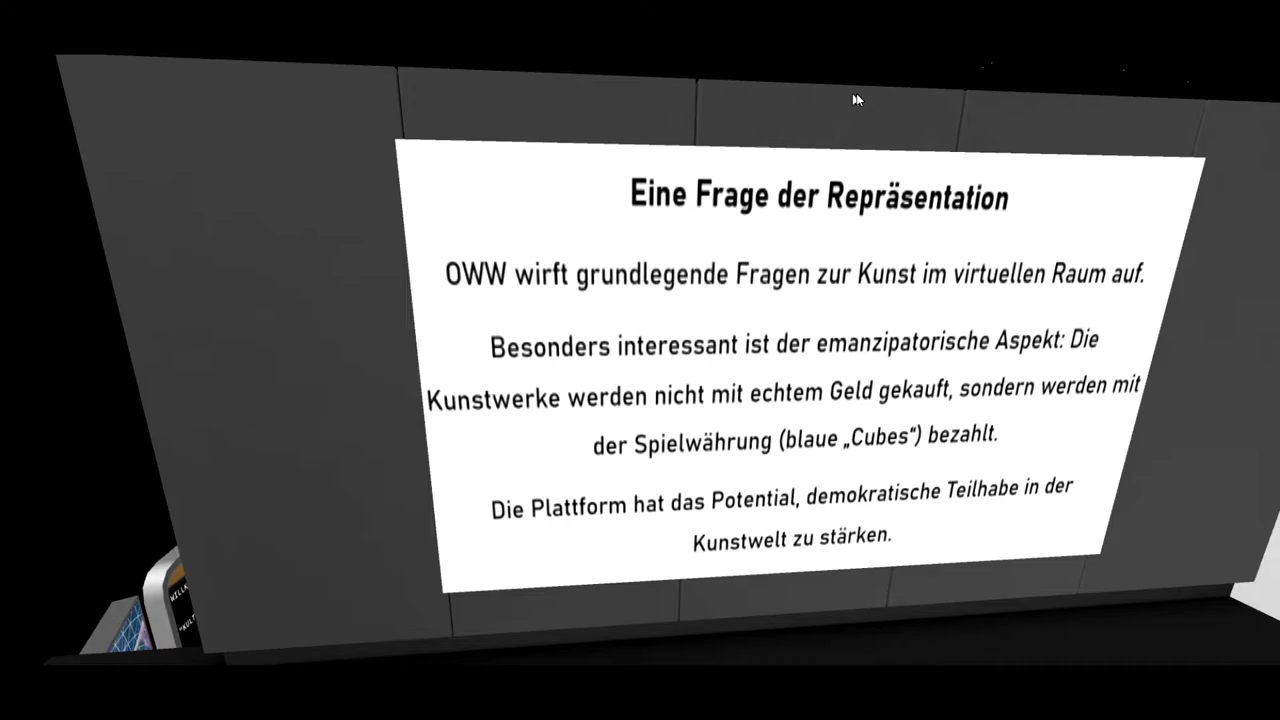 Eine Frage der Repräsentation
OWW wirft grundlegende Fragen zur Kunst im virtuellen Raum auf.
Besonders interessant ist der emanzipatorische Aspekt: Die
Kunstwerke werden nicht mit echtem Geld gekauft, sondern werden mit
der Spielwährung (blaue „Cubes“) bezahlt.
Die Plattform hat das Potential, demokratische Teilhabe in der
Kunstwelt zu stärken.